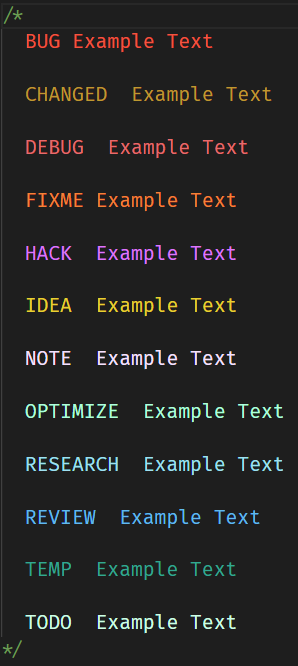 /*
BUG Example Text
CHANGED  Example Text
DEBUG  Example Text
FIXME Example Text
HACK  Example Text
IDEA  Example Text
NOTE  Example Text
OPTIMIZE  Example Text
RESEARCH  Example Text
REVIEW  Example Text
TEMP  Example Text
TODO  Example Text
*/